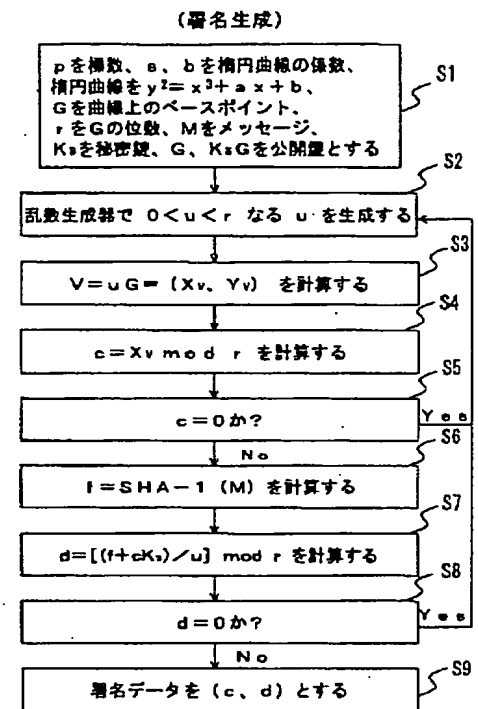 (署名生成)
pを標数、a、bを楕円曲線の係数、
楕円曲線をy²=x³+ax+b、
Gを曲線上のベースポイント、
rをGの位数、Mをメッセージ、
Ksを秘密鍵、G、KsGを公開鍵とする
S1
S2
乱数生成器で 0<u<r なる u を生成する
S3
V=uG=(Xv、Yv) を計算する
S4
c=Xv mod r を計算する
S5
c=0か?
Yes
No
S6
f=SHA-1 (M) を計算する
S7
d=[(f+cKs)/u] mod r を計算する
S8
d=0か?
Yes
No
S9
署名データを (c、d) とする